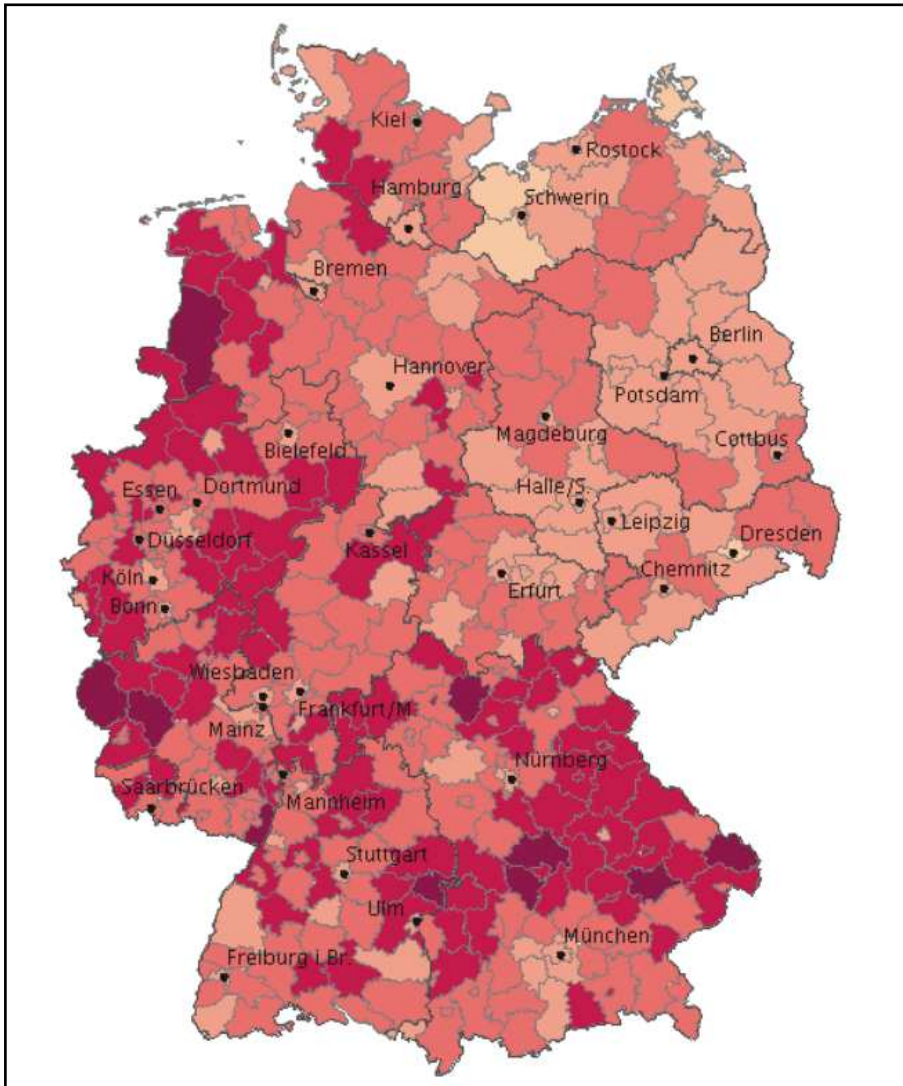 Kiel
Rostock
Hamburg
Schwerin
Bremen
Berlin
Hannover
Potsdam
Magdeburg
Cottbus
Bielefeld
Essen
Dortmund
Halle/S.
Leipzig
Düsseldorf
Kassel
Dresden
Köln
Erfurt
Chemnitz
Bonn
Wiesbaden
Frankfurt/M.
Mainz
Nürnberg
Saarbrücken
Mannheim
Stuttgart
Ulm
München
Freiburg i.Br.